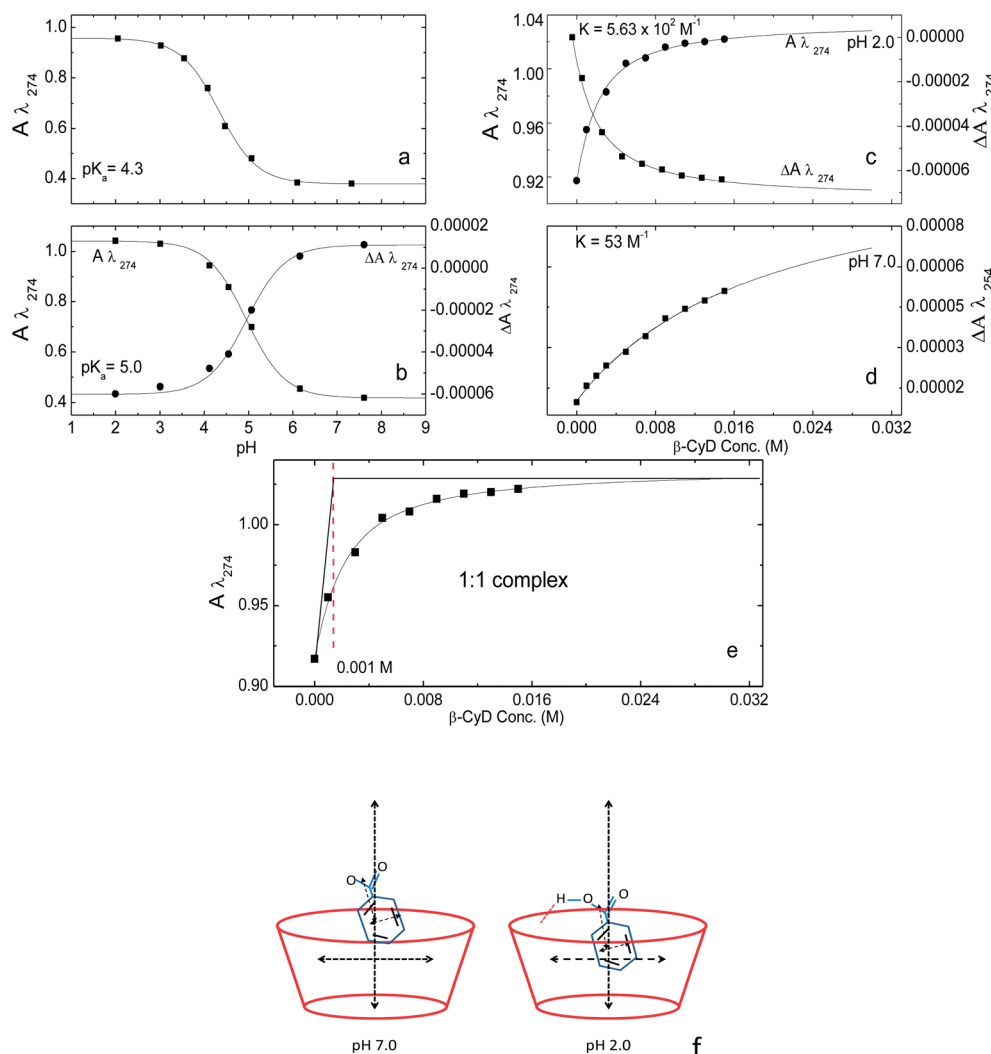 1.0
0.8
0.6
0.4
A λ 274
pKa = 4.3
a
1.0
0.8
0.6
0.4
A λ 274
A λ 274
ΔA λ 274
pKa = 5.0
b
0.00002
0.00000
-0.00002
-0.00004
-0.00006
ΔA λ 274
1 2 3 4 5 6 7 8 9
pH
1.04
1.00
0.96
0.92
A λ 274
K = 5.63 x 10² M⁻¹
A λ 274
pH 2.0
c
ΔA λ 274
0.00000
-0.00002
-0.00004
-0.00006
ΔA λ 274
K = 53 M⁻¹
pH 7.0
d
0.00008
0.00006
0.00005
0.00003
0.00002
ΔA λ 254
0.000 0.008 0.016 0.024 0.032
β-CyD Conc. (M)
1.00
0.95
0.90
A λ 274
1:1 complex
0.001 M
e
0.000 0.008 0.016 0.024 0.032
β-CyD Conc. (M)
O O
H O O
pH 7.0
pH 2.0
f